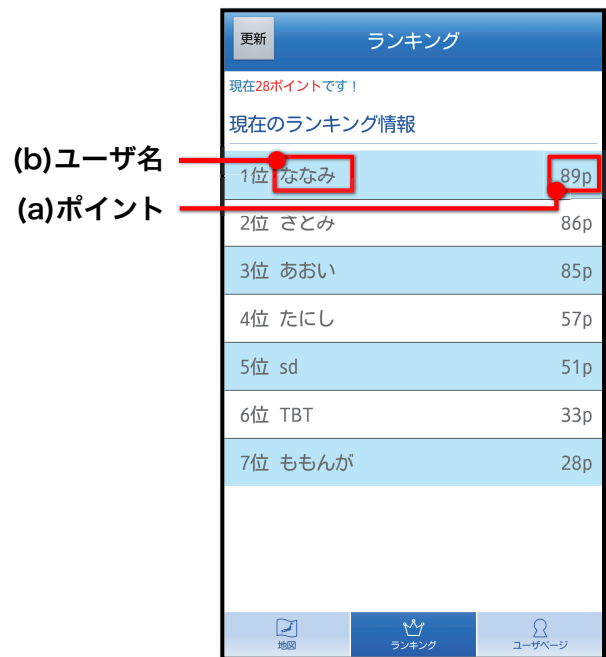 更新
ランキング
現在28ポイントです！
現在のランキング情報
(b)ユーザ名
(a)ポイント
1位 ななみ 89p
2位 さとみ 86p
3位 あおい 85p
4位 たにし 57p
5位 sd 51p
6位 TBT 33p
7位 ももんが 28p
地図 ランキング ユーザページ